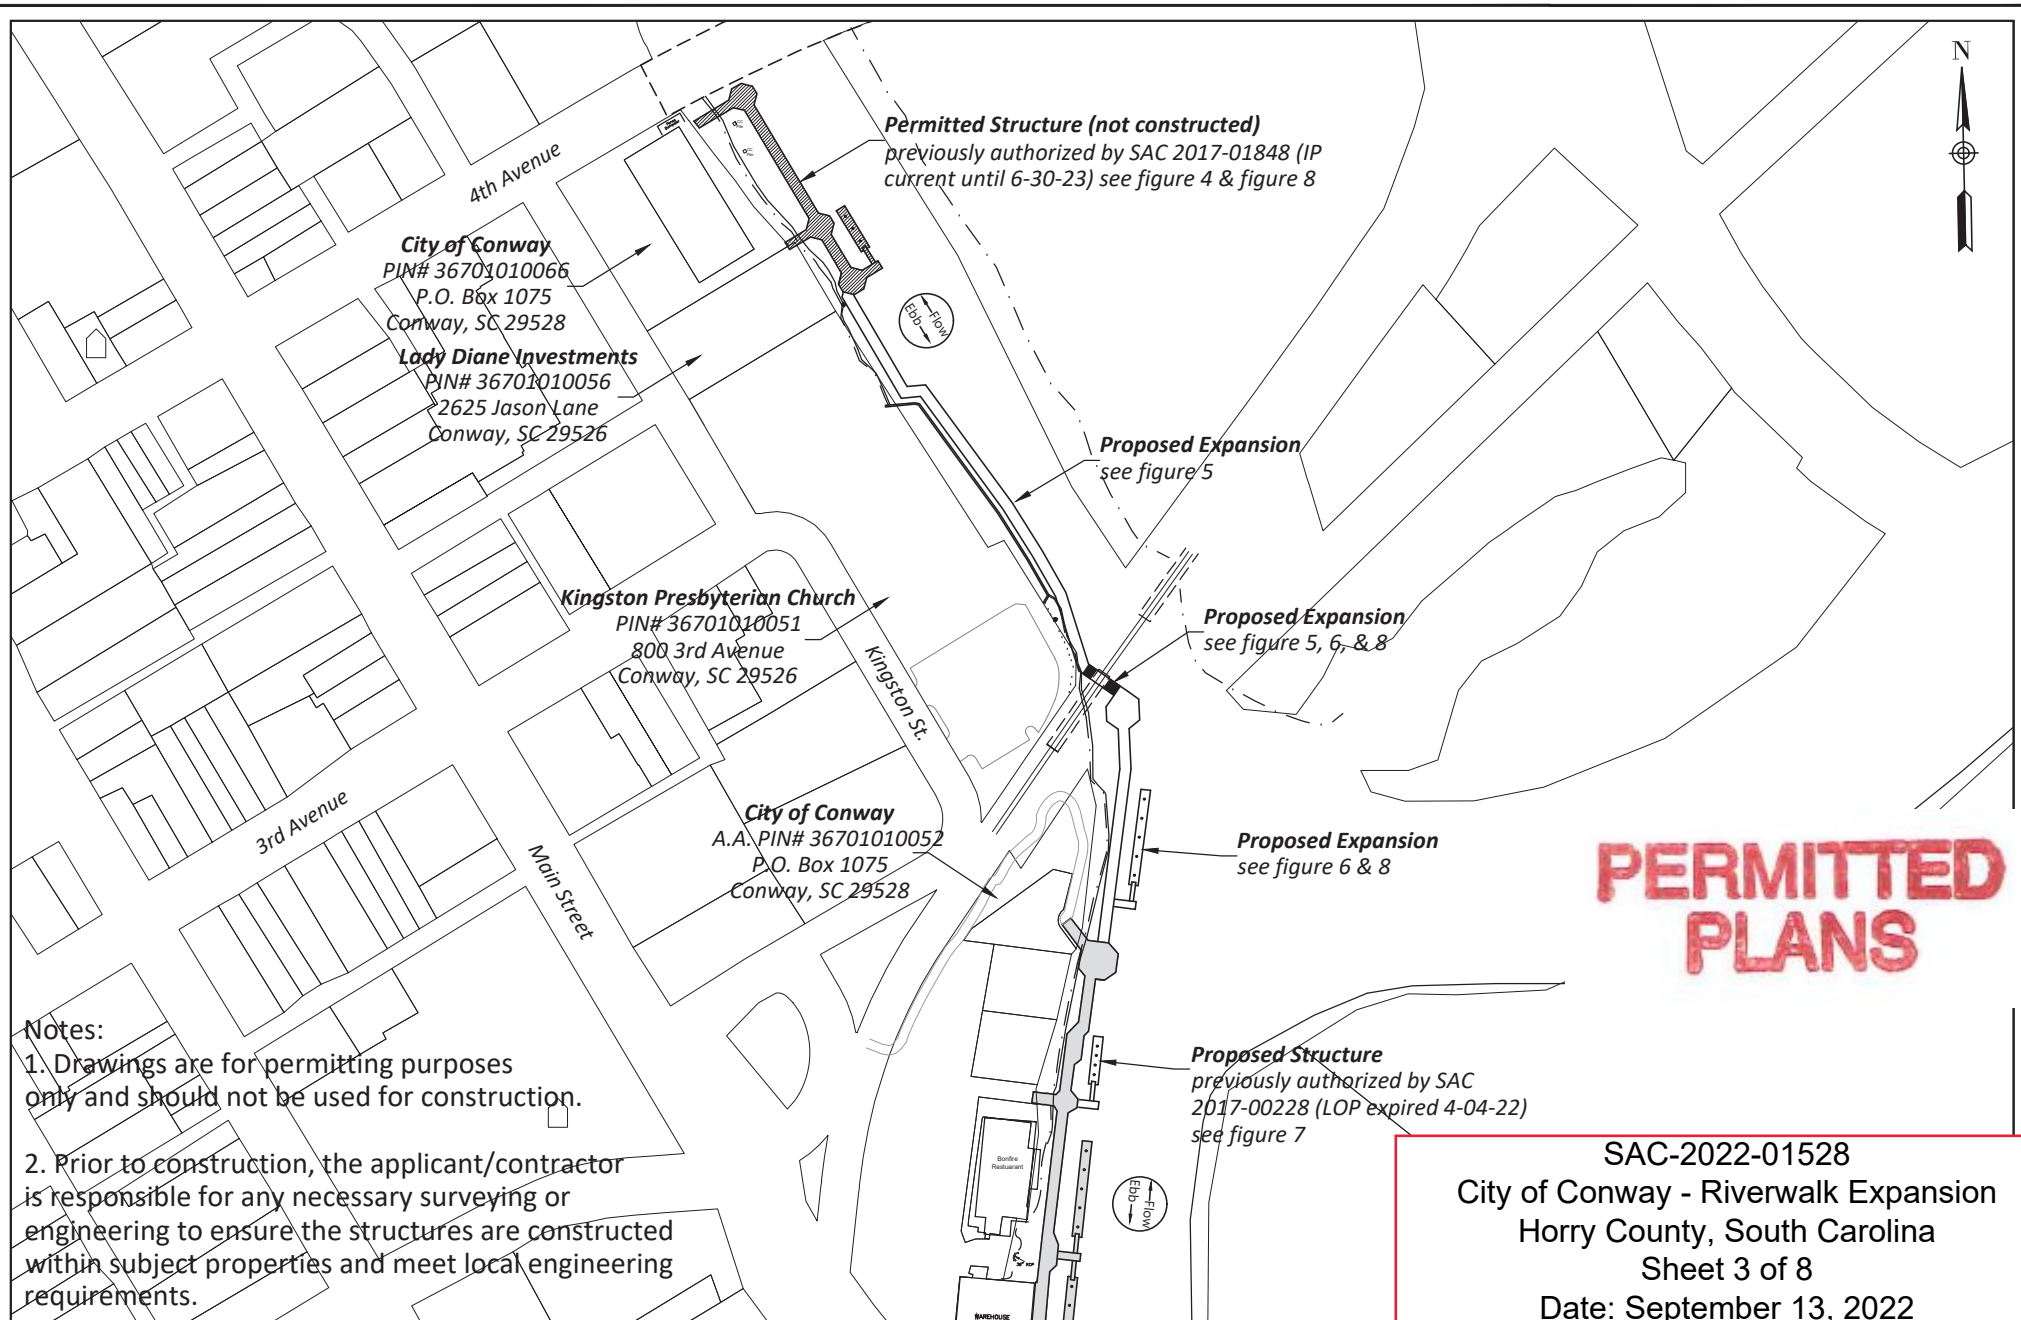 N
Permitted Structure (not constructed)
previously authorized by SAC 2017-01848 (IP
current until 6-30-23) see figure 4 & figure 8
4th Avenue
City of Conway
PIN# 36701010066
P.O. Box 1075
Conway, SC 29528
Ebb
Flow
Lady Diane Investments
PIN# 36701010056
2625 Jason Lane
Conway, SC 29526
Proposed Expansion
see figure 5
Kingston Presbyterian Church
PIN# 36701010051
800 3rd Avenue
Conway, SC 29526
Kingston St.
Proposed Expansion
see figure 5, 6, & 8
3rd Avenue
Main Street
City of Conway
A.A. PIN# 36701010052
P.O. Box 1075
Conway, SC 29528
Proposed Expansion
see figure 6 & 8
PERMITTED
PLANS
Notes:
1. Drawings are for permitting purposes
only and should not be used for construction.
2. Prior to construction, the applicant/contractor
is responsible for any necessary surveying or
engineering to ensure the structures are constructed
within subject properties and meet local engineering
requirements.
Proposed Structure
previously authorized by SAC
2017-00228 (LOP expired 4-04-22)
see figure 7
Bonfire
Restuarant
Ebb
Flow
WAREHOUSE
SAC-2022-01528
City of Conway - Riverwalk Expansion
Horry County, South Carolina
Sheet 3 of 8
Date: September 13, 2022